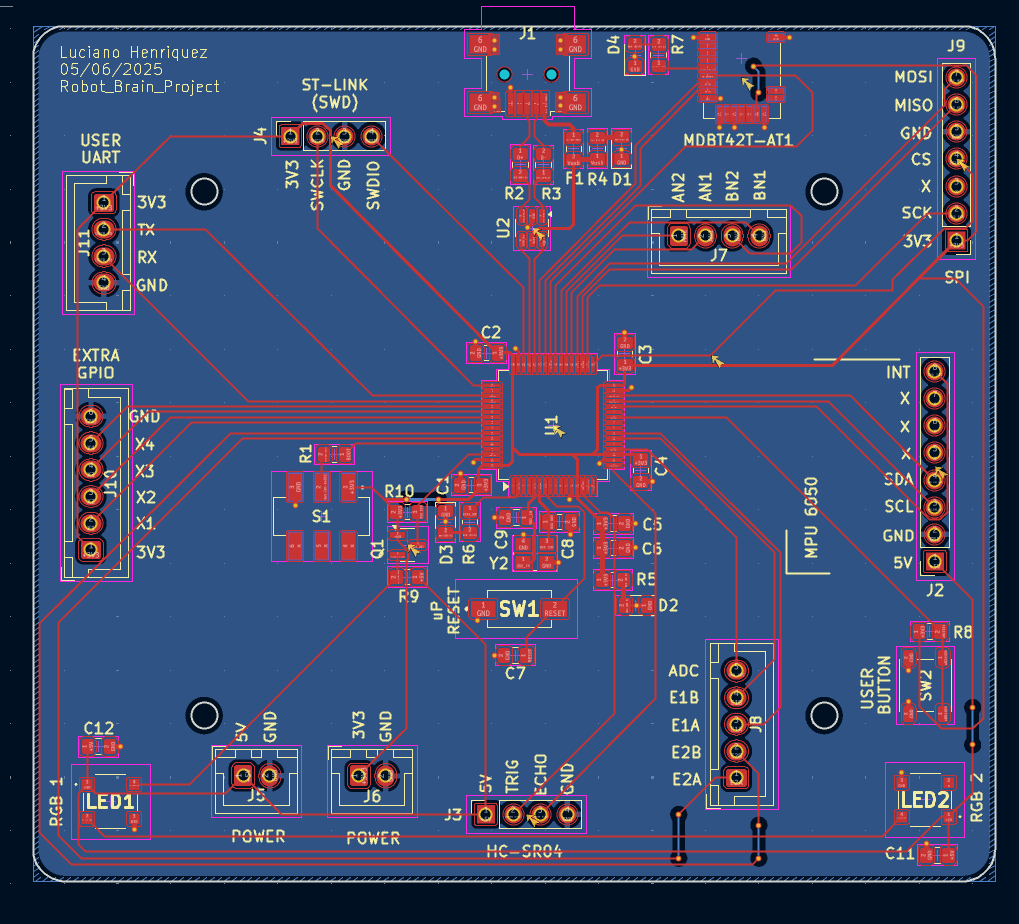 Luciano Henriquez
05/06/2025
Robot_Brain_Project
J1
D4
R7
J9
MOSI
MISO
GND
CS
X
SCK
3V3
SPI
ST-LINK
(SWD)
J4
3V3
SWCLK
GND
SWDIO
MDBT42T-AT1
USER
UART
J11
3V3
TX
RX
GND
R2
R3
F1
R4
D1
U2
AN2
AN1
BN2
BN1
J7
C2
C3
EXTRA
GPIO
GND
X4
X3
X2
X1
3V3
J10
U1
INT
X
X
X
SDA
SCL
GND
5V
J2
MPU 6050
R1
S1
R10
C1
C4
Q1
D3
R6
C9
C8
Y2
C5
C6
R9
R5
D2
uP
RESET
1
GND
SW1
2
RESET
C7
R8
USER
BUTTON
SW2
ADC
E1B
E1A
E2B
E2A
J8
C12
RGB 1
LED1
5V
GND
J5
POWER
3V3
GND
J6
POWER
J3
5V
TRIG
ECHO
GND
HC-SR04
LED2
RGB 2
C11